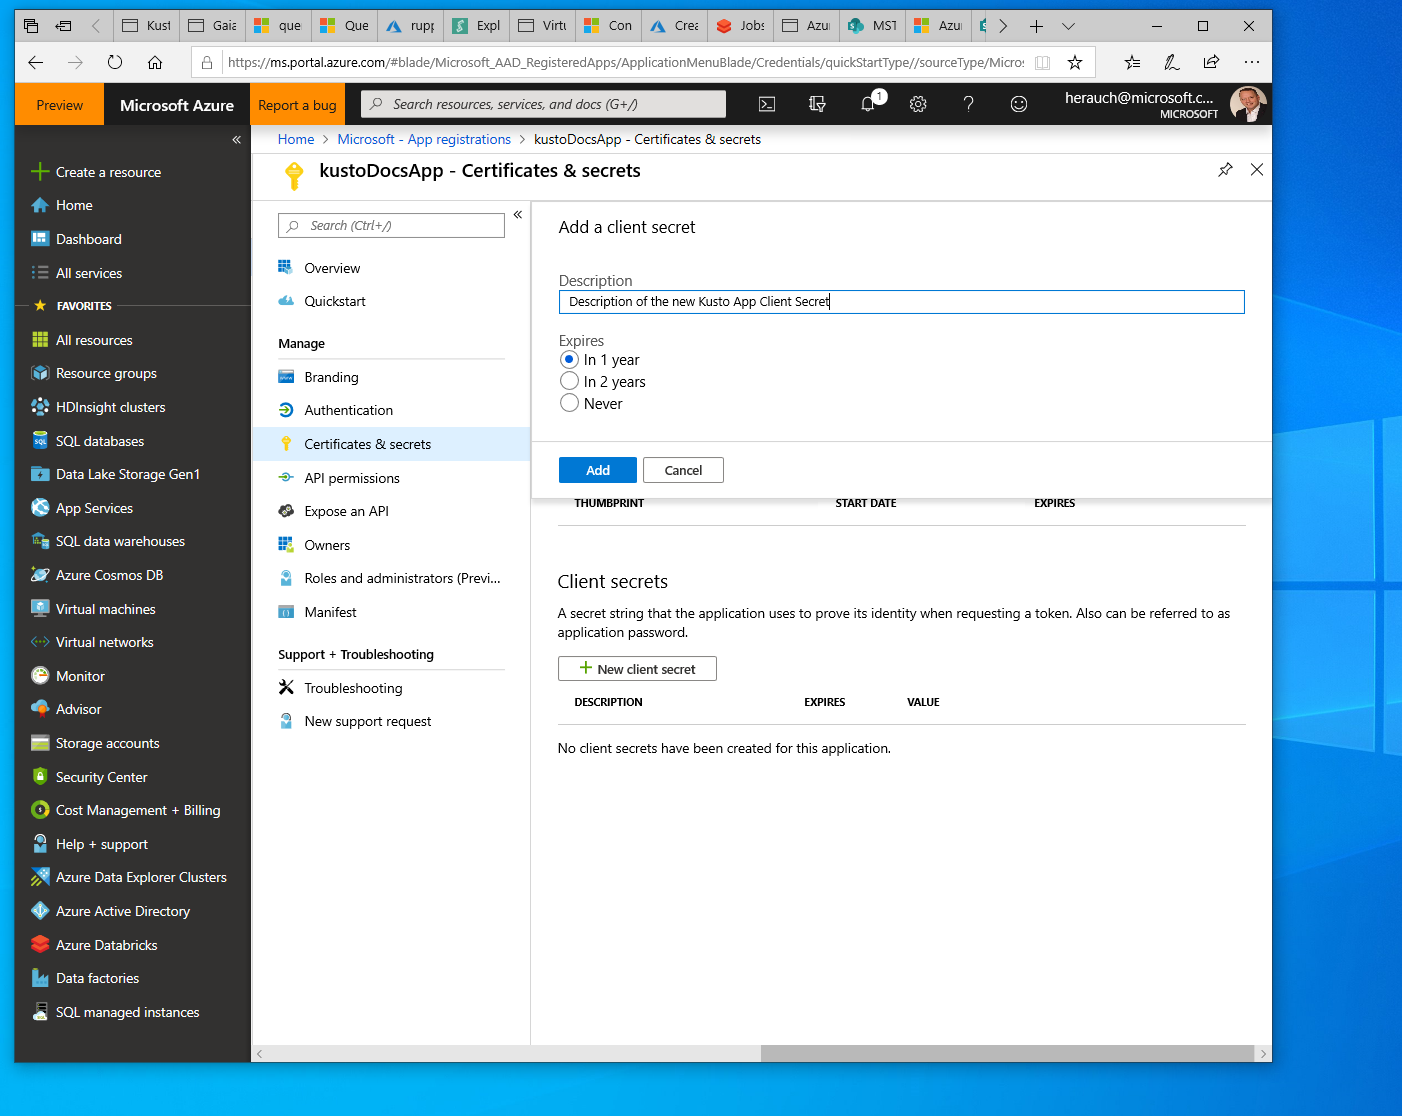 Kust
Gaia
que
Que
rupp
Expl
Virtu
Con
Crea
Jobs
Azu
MST
Azu
https://ms.portal.azure.com/#blade/Microsoft_AAD_RegisteredApps/ApplicationMenuBlade/Credentials/quickStartType//sourceType/Micros
Preview
Microsoft Azure
Report a bug
Search resources, services, and docs (G+/)
1
herauch@microsoft.c...
MICROSOFT
Create a resource
Home
Dashboard
All services
FAVORITES
All resources
Resource groups
HDInsight clusters
SQL databases
Data Lake Storage Gen1
App Services
SQL data warehouses
Azure Cosmos DB
Virtual machines
Virtual networks
Monitor
Advisor
Storage accounts
Security Center
Cost Management + Billing
Help + support
Azure Data Explorer Clusters
Azure Active Directory
Azure Databricks
Data factories
SQL managed instances
Home > Microsoft - App registrations > kustoDocsApp - Certificates & secrets
kustoDocsApp - Certificates & secrets
Search (Ctrl+/)
Overview
Quickstart
Manage
Branding
Authentication
Certificates & secrets
API permissions
Expose an API
Owners
Roles and administrators (Previ...
Manifest
Support + Troubleshooting
Troubleshooting
New support request
Add a client secret
Description
Description of the new Kusto App Client Secret
Expires
In 1 year
In 2 years
Never
Add
Cancel
THUMBPRINT
START DATE
EXPIRES
Client secrets
A secret string that the application uses to prove its identity when requesting a token. Also can be referred to as
application password.
New client secret
DESCRIPTION
EXPIRES
VALUE
No client secrets have been created for this application.